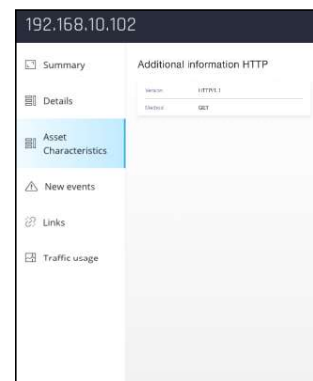 192.168.10.102
Summary
Additional information HTTP
Version HTTP/1.1
Method GET
Details
Asset
Characteristics
New events
Links
Traffic usage